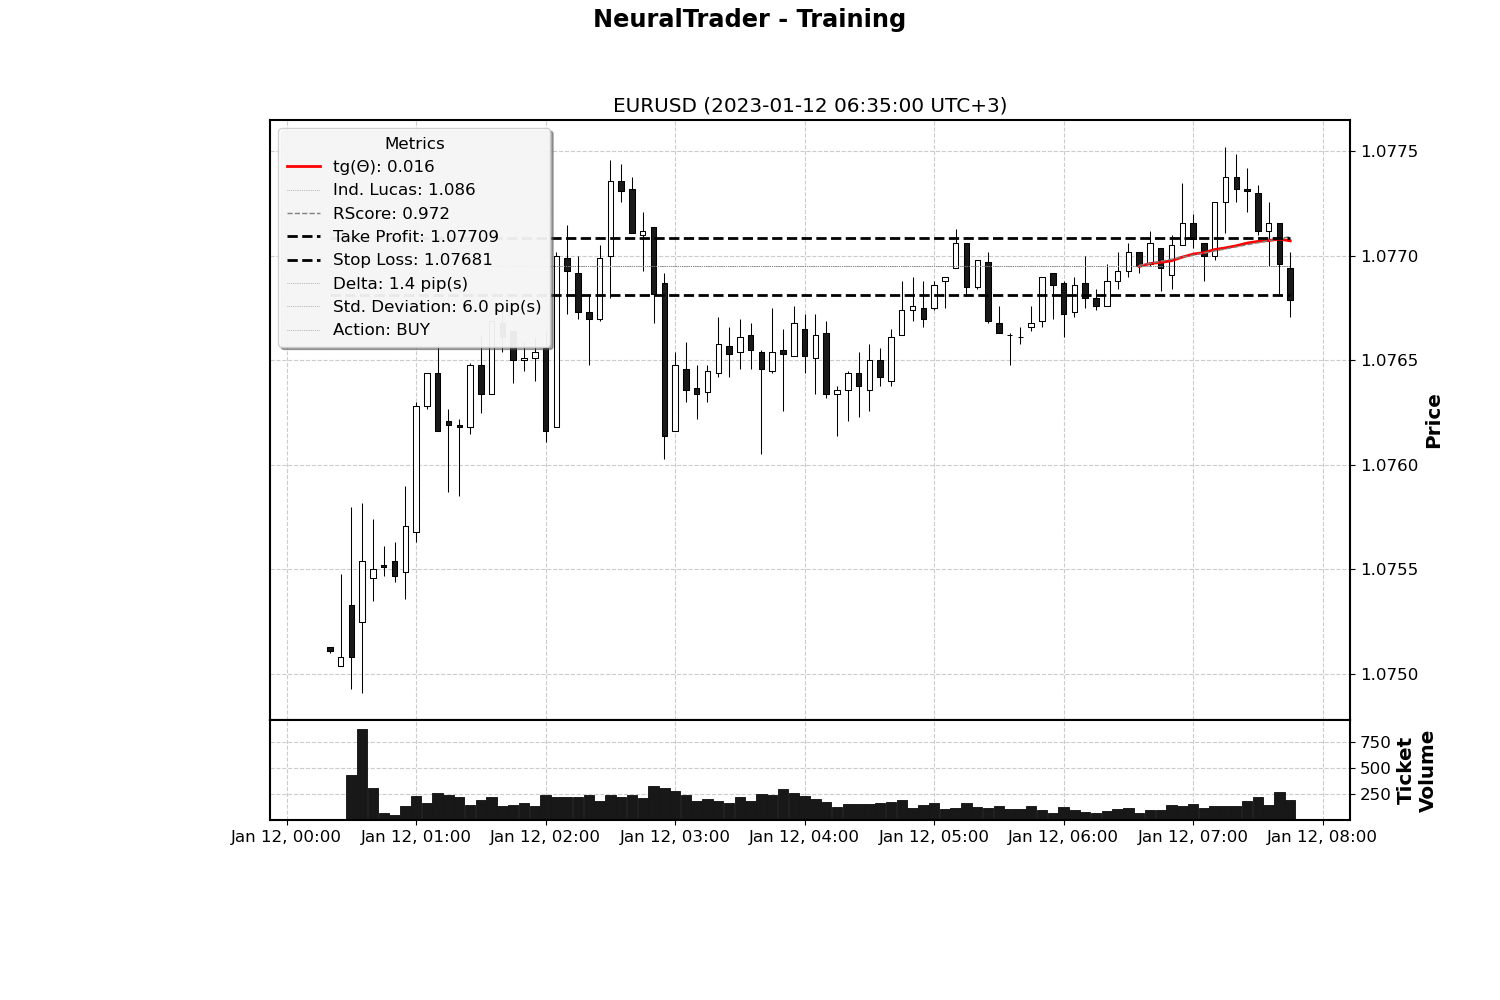 NeuralTrader - Training
EURUSD (2023-01-12 06:35:00 UTC+3)
Metrics
tg(Θ): 0.016
Ind. Lucas: 1.086
RScore: 0.972
Take Profit: 1.07709
Stop Loss: 1.07681
Delta: 1.4 pip(s)
Std. Deviation: 6.0 pip(s)
Action: BUY
1.0775
1.0770
1.0765
1.0760
1.0755
1.0750
Price
750
500
250
Ticket
Volume
Jan 12, 00:00
Jan 12, 01:00
Jan 12, 02:00
Jan 12, 03:00
Jan 12, 04:00
Jan 12, 05:00
Jan 12, 06:00
Jan 12, 07:00
Jan 12, 08:00